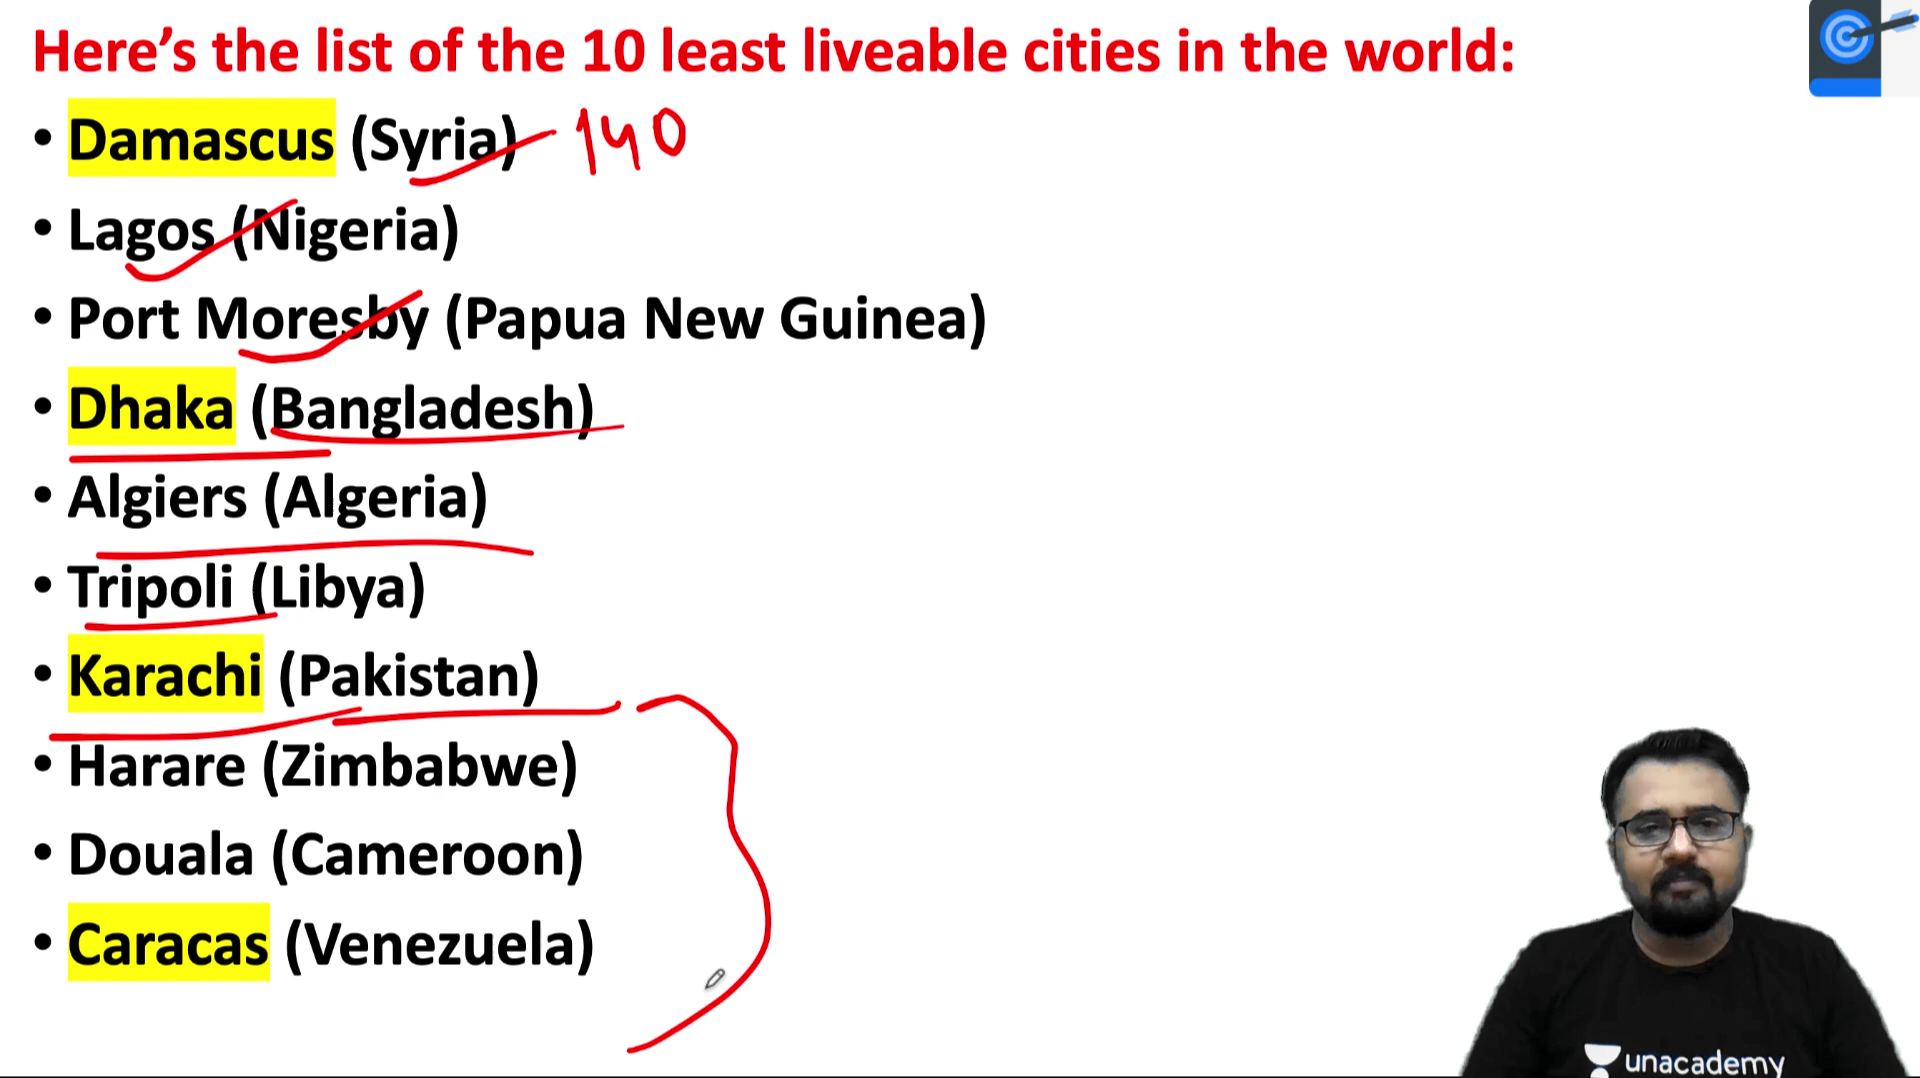 Here’s the list of the 10 least liveable cities in the world:
• Damascus (Syria) 140
• Lagos (Nigeria)
• Port Moresby (Papua New Guinea)
• Dhaka (Bangladesh)
• Algiers (Algeria)
• Tripoli (Libya)
• Karachi (Pakistan)
• Harare (Zimbabwe)
• Douala (Cameroon)
• Caracas (Venezuela)
unacademy